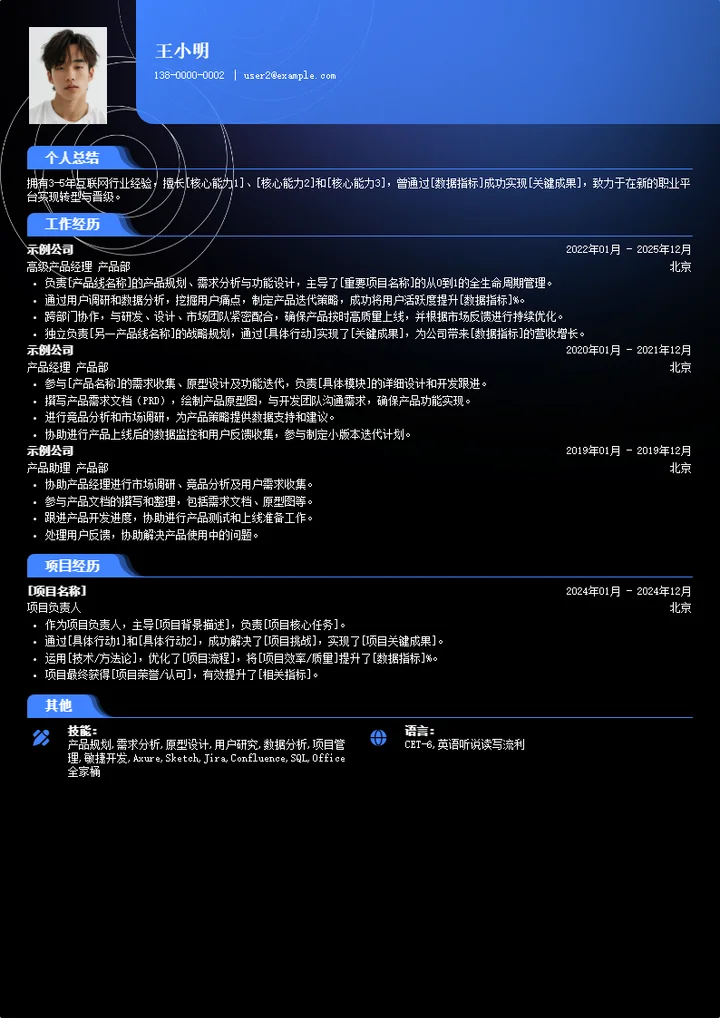 王小明
138-0000-0002 | user2@example.com
个人总结
拥有3-5年互联网行业经验，擅长[核心能力1]、[核心能力2]和[核心能力3]，曾通过[数据指标]成功实现[关键成果]，致力于在新的职业平
台实现转型与晋级。
工作经历
示例公司 2022年01月 - 2025年12月
高级产品经理 产品部 北京
• 负责[产品线名称]的产品规划、需求分析与功能设计，主导了[重要项目名称]的从0到1的全生命周期管理。
• 通过用户调研和数据分析，挖掘用户痛点，制定产品迭代策略，成功将用户活跃度提升[数据指标]%。
• 跨部门协作，与研发、设计、市场团队紧密配合，确保产品按时高质量上线，并根据市场反馈进行持续优化。
• 独立负责[另一产品线名称]的战略规划，通过[具体行动]实现了[关键成果]，为公司带来[数据指标]的营收增长。
示例公司 2020年01月 - 2021年12月
产品经理 产品部 北京
• 参与[产品名称]的需求收集、原型设计及功能迭代，负责[具体模块]的详细设计和开发跟进。
• 撰写产品需求文档（PRD），绘制产品原型图，与开发团队沟通需求，确保产品功能实现。
• 进行竞品分析和市场调研，为产品策略提供数据支持和建议。
• 协助进行产品上线后的数据监控和用户反馈收集，参与制定小版本迭代计划。
示例公司 2019年01月 - 2019年12月
产品助理 产品部 北京
• 协助产品经理进行市场调研、竞品分析及用户需求收集。
• 参与产品文档的撰写和整理，包括需求文档、原型图等。
• 跟进产品开发进度，协助进行产品测试和上线准备工作。
• 处理用户反馈，协助解决产品使用中的问题。
项目经历
[项目名称] 2024年01月 - 2024年12月
项目负责人 北京
• 作为项目负责人，主导[项目背景描述]，负责[项目核心任务]。
• 通过[具体行动1]和[具体行动2]，成功解决了[项目挑战]，实现了[项目关键成果]。
• 运用[技术/方法论]，优化了[项目流程]，将[项目效率/质量]提升了[数据指标]%。
• 项目最终获得[项目荣誉/认可]，有效提升了[相关指标]。
其他
技能：
产品规划,需求分析,原型设计,用户研究,数据分析,项目管
理,敏捷开发,Axure,Sketch,Jira,Confluence,SQL,Office
全家桶
语言：
CET-6,英语听说读写流利